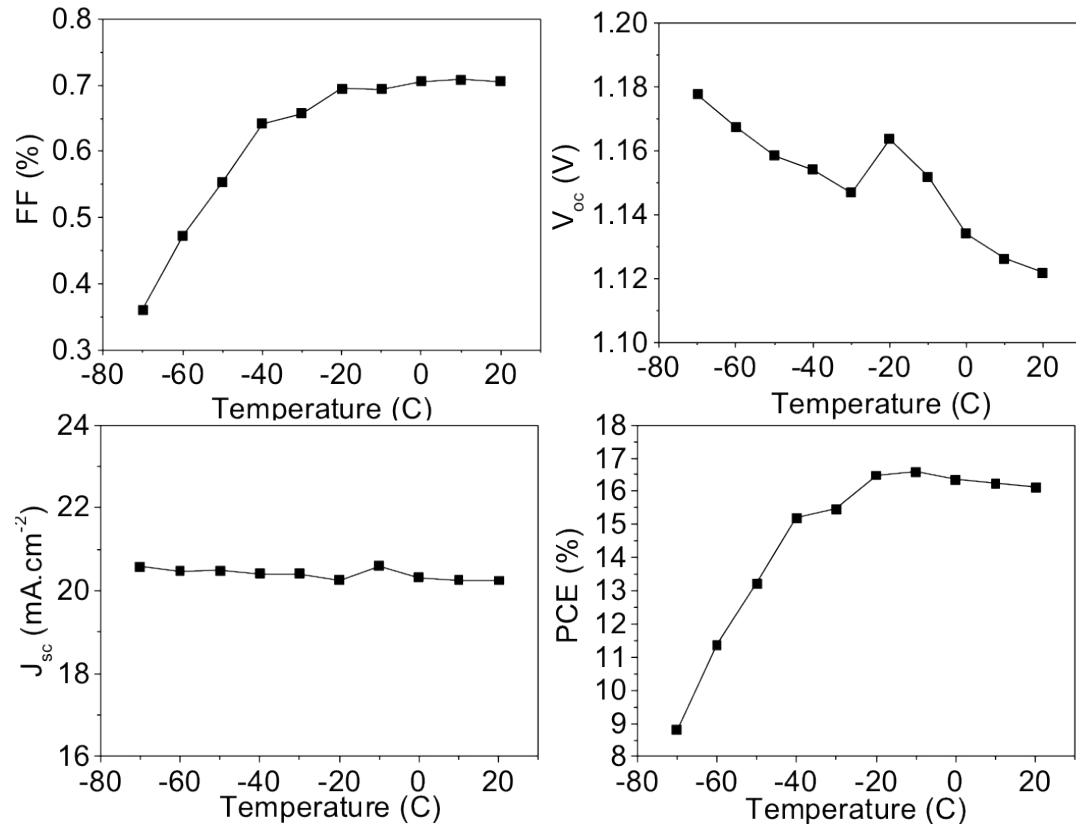 0.8
0.7
0.6
0.5
0.4
0.3
FF (%)
-80 -60 -40 -20 0 20
Temperature (C)
1.20
1.18
1.16
1.14
1.12
1.10
Voc (V)
-80 -60 -40 -20 0 20
Temperature (C)
24
22
20
18
16
Jsc (mA.cm-2)
-80 -60 -40 -20 0 20
Temperature (C)
18
17
16
15
14
13
12
11
10
9
8
PCE (%)
-80 -60 -40 -20 0 20
Temperature (C)